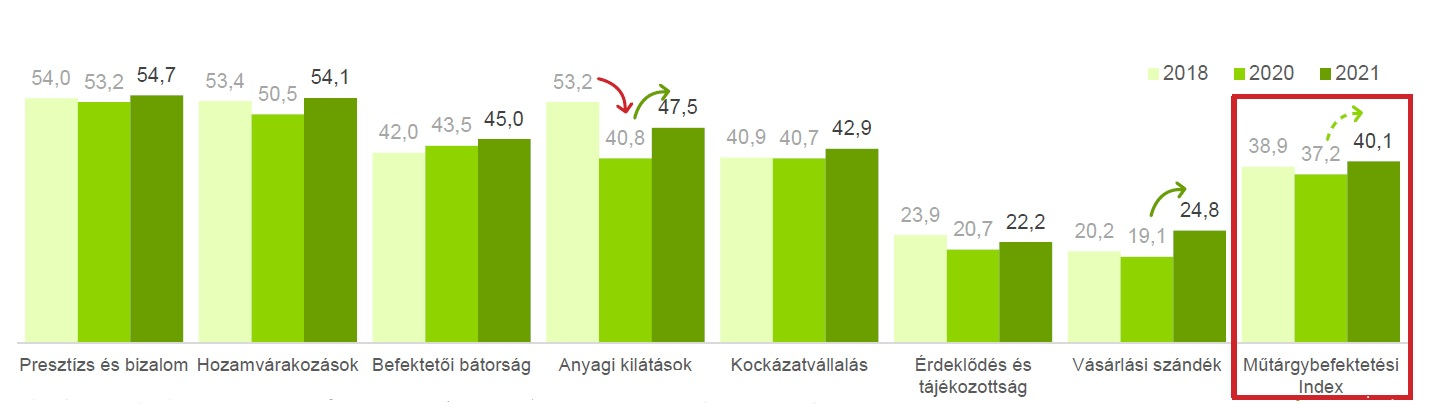 2018 2020 2021
54,0 53,2 54,7
53,4 50,5 54,1
42,0 43,5 45,0
53,2 40,8 47,5
40,9 40,7 42,9
23,9 20,7 22,2
20,2 19,1 24,8
38,9 37,2 40,1
Presztízs és bizalom
Hozamvárakozások
Befektetői bátorság
Anyagi kilátások
Kockázatvállalás
Érdeklődés és
tájékozottság
Vásárlási szándék
Műtárgybefektetési
Index